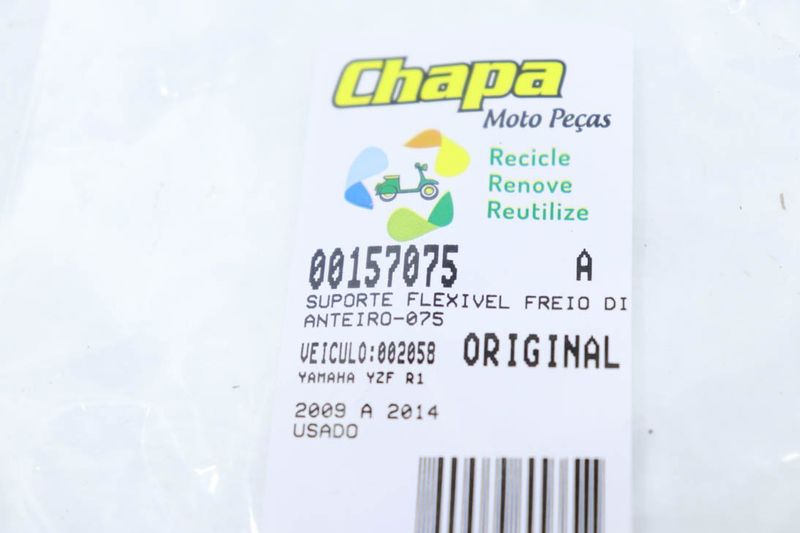 Chapa
Moto Peças
Recicle
Renove
Reutilize
00157075 A
SUPORTE FLEXIVEL FREIO DI
ANTEIRO-075
VEICULO:002058 ORIGINAL
YAMAHA YZF R1
2009 A 2014
USADO